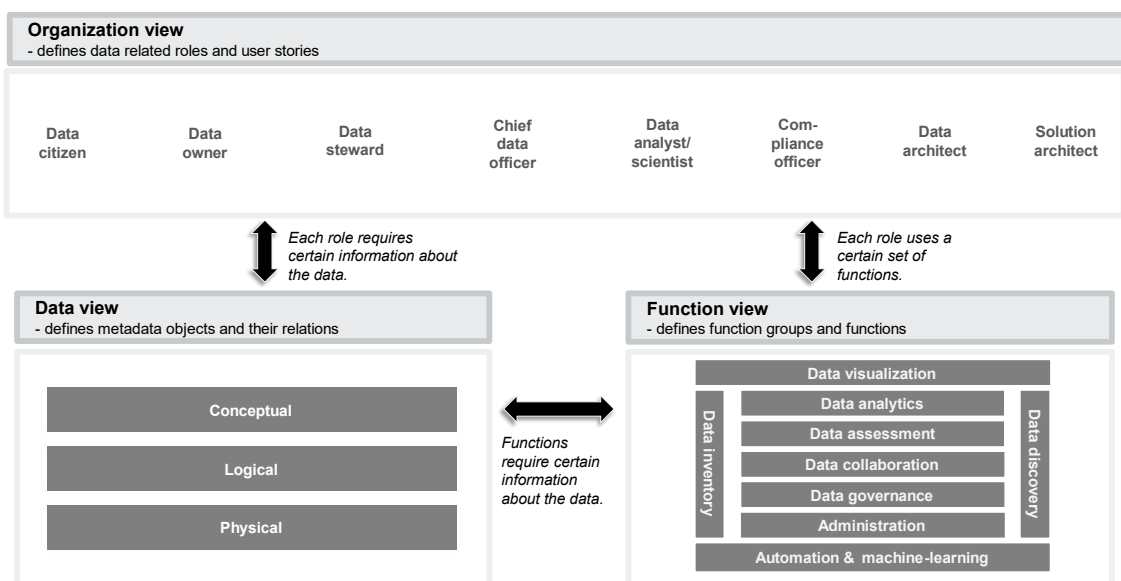 Organization view
- defines data related roles and user stories
Data
citizen
Data
owner
Data
steward
Chief
data
officer
Data
analyst/
scientist
Com-
pliance
officer
Data
architect
Solution
architect
Each role requires
certain information about
the data.
Each role uses a
certain set of
functions.
Data view
- defines metadata objects and their relations
Conceptual
Logical
Physical
Functions
require certain
information
about the data.
Function view
- defines function groups and functions
Data visualization
Data inventory
Data analytics
Data assessment
Data collaboration
Data governance
Administration
Data discovery
Automation & machine-learning